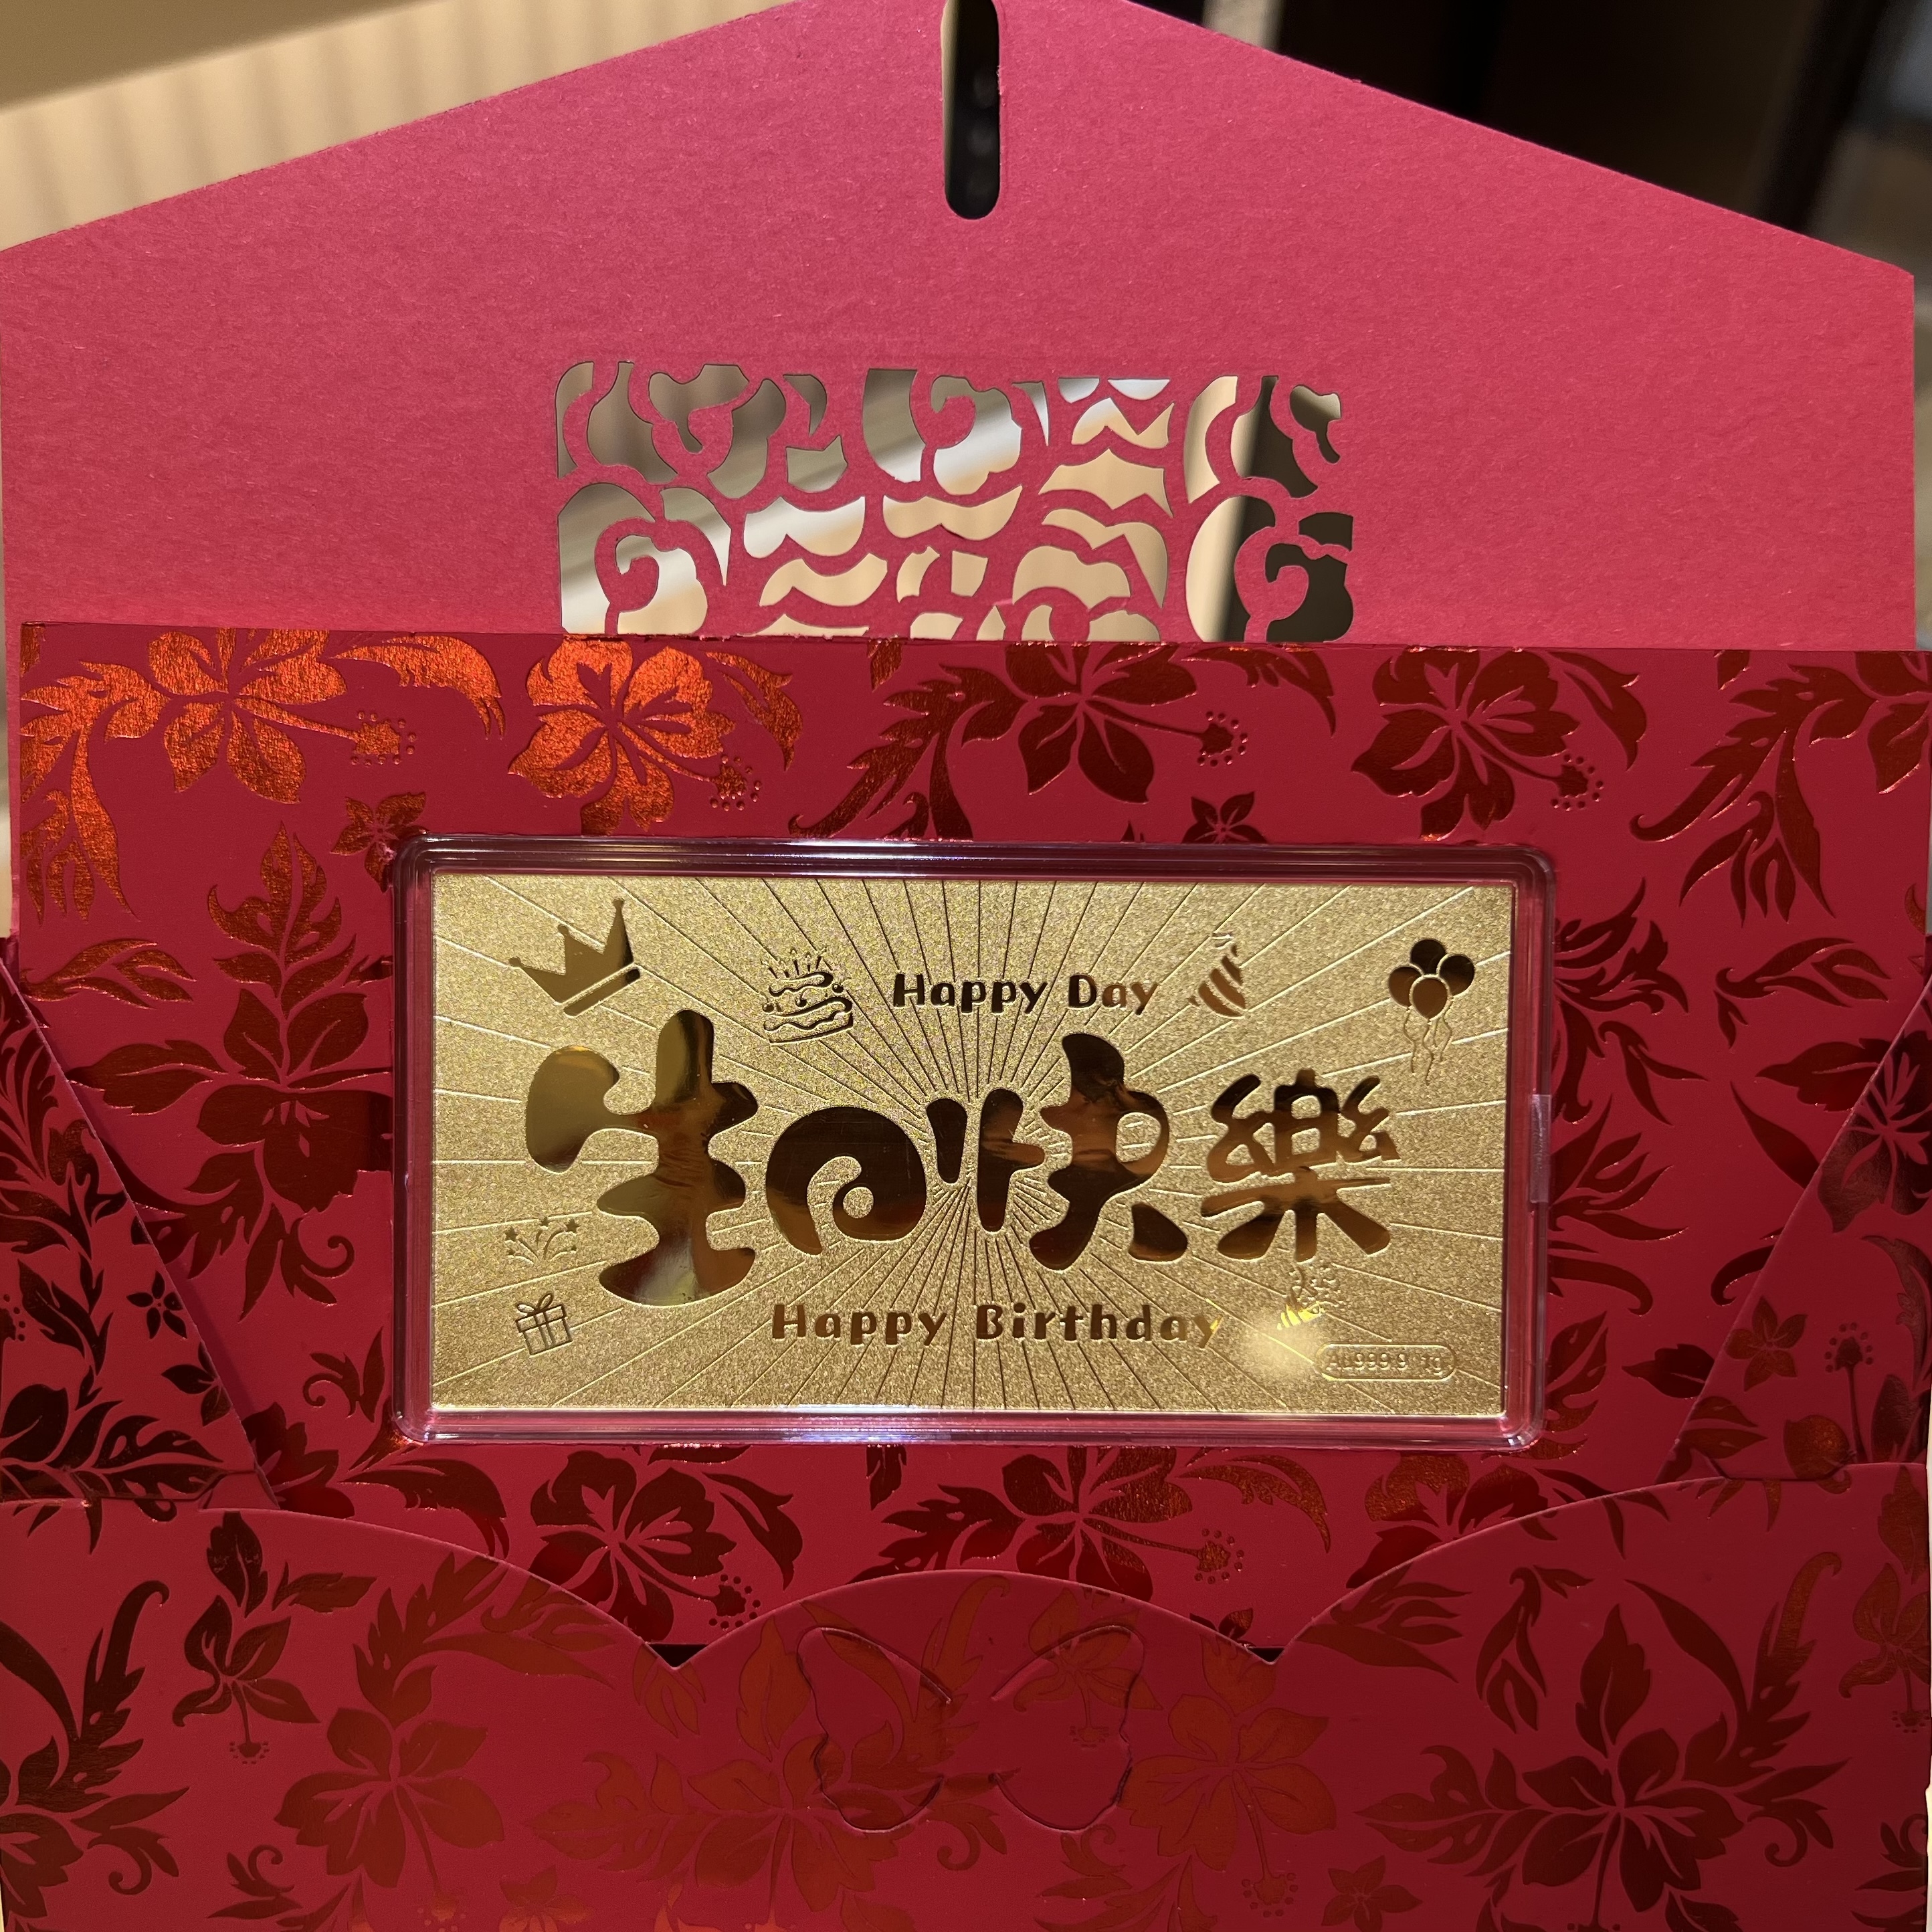 Happy Day
生日快樂
Happy Birthday
Au999.9 1g